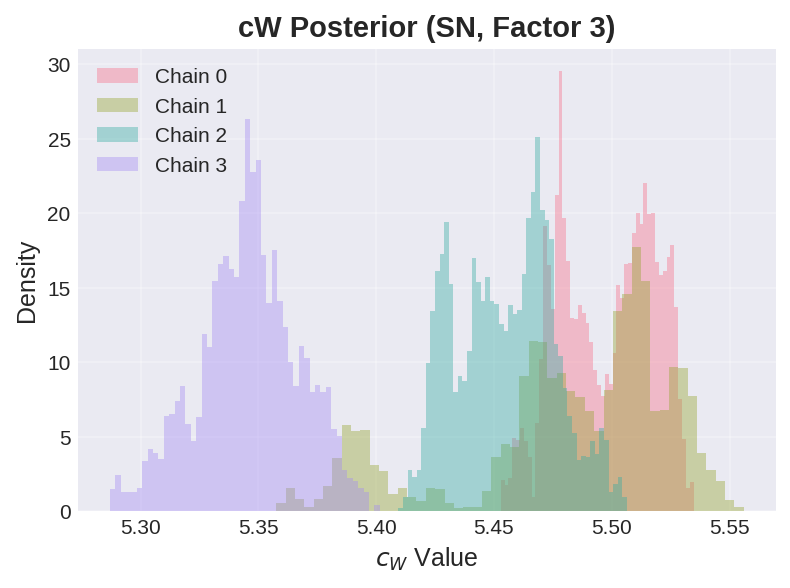 cW Posterior (SN, Factor 3)
30
25
20
15
10
5
0
Density
Chain 0
Chain 1
Chain 2
Chain 3
5.30 5.35 5.40 5.45 5.50 5.55
c_W Value